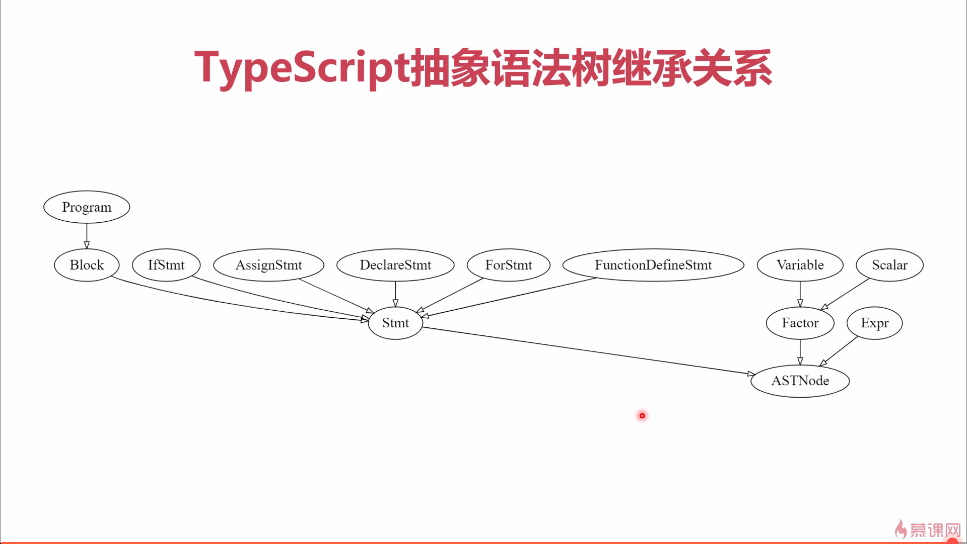 TypeScript抽象语法树继承关系
Program
Block IfStmt AssignStmt DeclareStmt ForStmt FunctionDefineStmt Variable Scalar
Stmt Factor Expr
ASTNode
慕课网